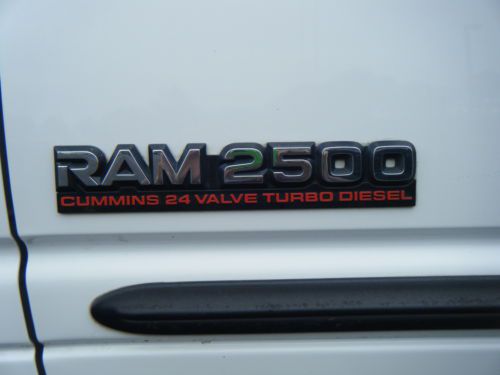 RAM 2500
CUMMINS 24 VALVE TURBO DIESEL